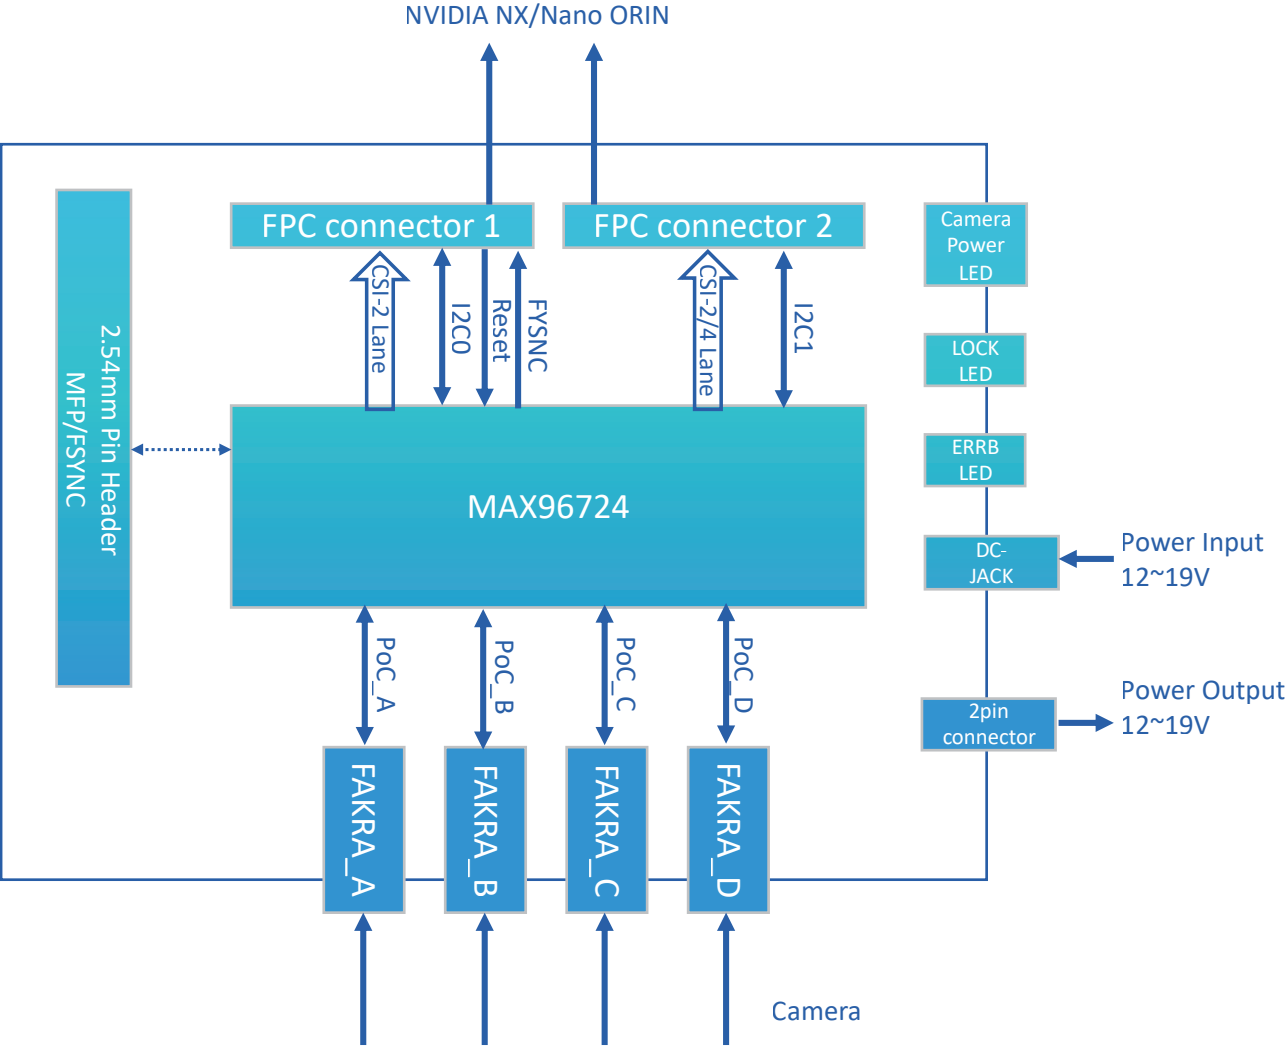 NVIDIA NX/Nano ORIN
FPC connector 1
FPC connector 2
Camera
Power
LED
CSI-2 Lane
I2C0
Reset
FYSNC
CSI-2/4 Lane
I2C1
LOCK
LED
2.54mm Pin Header
MFP/FSYNC
ERRB
LED
MAX96724
DC-
JACK
Power Input
12~19V
PoC_A
PoC_B
PoC_C
PoC_D
2pin
connector
Power Output
12~19V
FAKRA_A
FAKRA_B
FAKRA_C
FAKRA_D
Camera